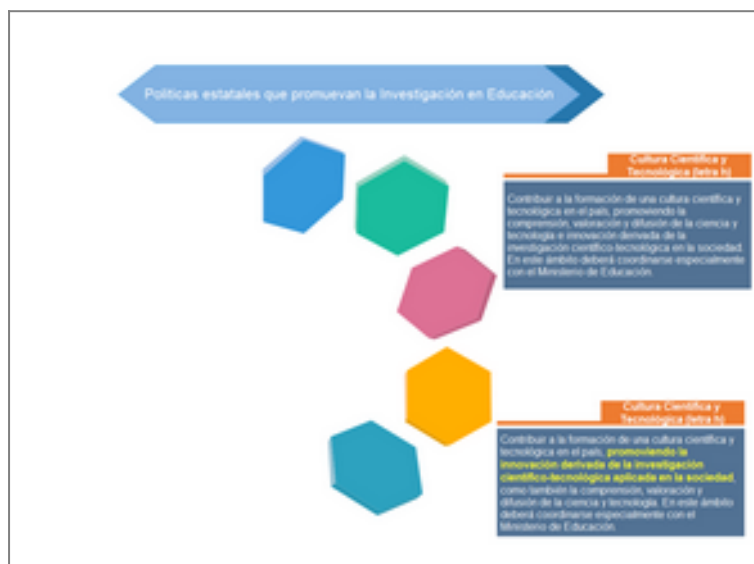 Políticas estatales que promuevan la Investigación en Educación
Cultura Científica y
Tecnológica (letra h)
Contribuir a la formación de una cultura científica y
tecnológica en el país, promoviendo la
comprensión, valoración y difusión de la ciencia y
tecnología e innovación derivada de la
investigación científico-tecnológica en la sociedad.
En este ámbito deberá coordinarse especialmente
con el Ministerio de Educación.
Cultura Científica y
Tecnológica (letra h)
Contribuir a la formación de una cultura científica y
tecnológica en el país, promoviendo la
innovación derivada de la investigación
científico-tecnológica aplicada en la sociedad,
como también la comprensión, valoración y
difusión de la ciencia y tecnología. En este ámbito
deberá coordinarse especialmente con el
Ministerio de Educación.